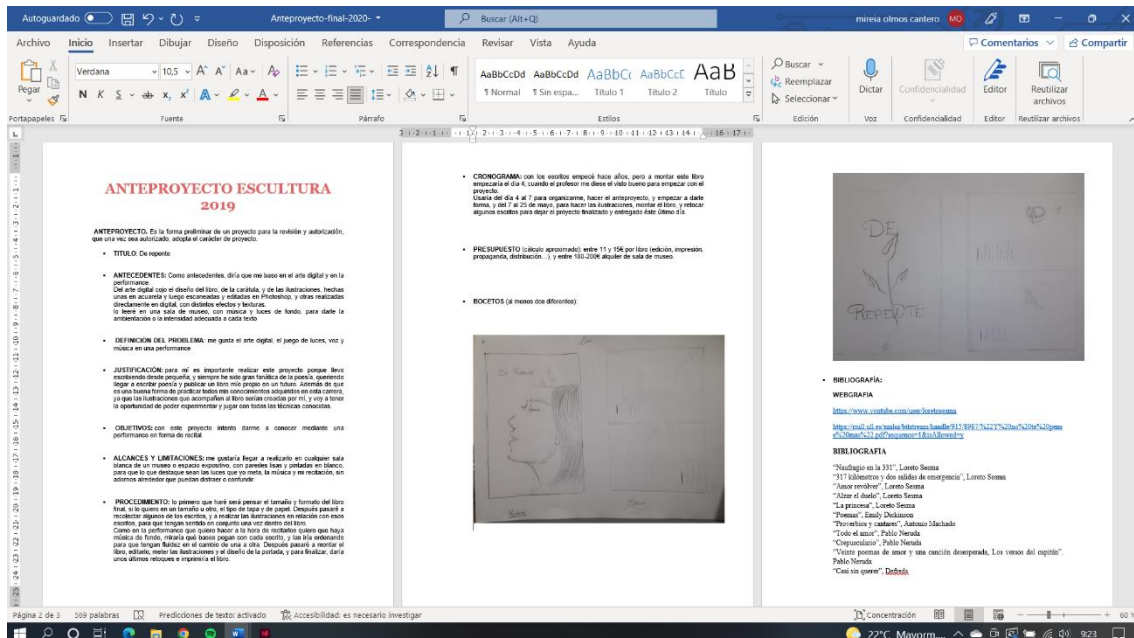 Autoguardado
Anteproyecto-final-2020-
Buscar (Alt+Q)
mireia olmos cantero MO
Archivo Inicio Insertar Dibujar Diseño Disposición Referencias Correspondencia Revisar Vista Ayuda
Comentarios Compartir
Pegar
Verdana 10,5
N K S ab x₂ x²
AaBbCcDd AaBbCcDd AaBbCc AaBbCcC AaB
¶ Normal ¶ Sin espa... Título 1 Título 2 Título
Buscar
Reemplazar
Seleccionar
Dictar
Confidencialidad
Editor
Reutilizar
archivos
Portapapeles Fuente Párrafo Estilos Edición Voz Confidencialidad Editor Reutilizar archivos
ANTEPROYECTO ESCULTURA
2019
ANTEPROYECTO. Es la forma preliminar de un proyecto para la revisión y autorización,
que una vez sea autorizado, adopta el carácter de proyecto.
• TITULO: De repente
• ANTECEDENTES: Como antecedentes, diría que me baso en el arte digital y en la
performance.
Del arte digital cojo el diseño del libro, de la carátula, y de las ilustraciones, hechas
unas en acuarela y luego escaneadas y editadas en Photoshop, y otras realizadas
directamente en digital, con distintos efectos y texturas.
lo leeré en una sala de museo, con música y luces de fondo, para darle la
ambientación o la intensidad adecuada a cada texto
• DEFINICIÓN DEL PROBLEMA: me gusta el arte digital, el juego de luces, voz y
música en una performance
• JUSTIFICACIÓN: para mí es importante realizar este proyecto porque llevo
escribiendo desde pequeña, y siempre he sido gran fanática de la poesía, queriendo
llegar a escribir poesía y publicar un libro mío propio en un futuro. Además de que
es una buena forma de practicar todos mis conocimientos adquiridos en esta carrera,
ya que las ilustraciones que acompañen al libro serían creadas por mí, y voy a tener
la oportunidad de poder experimentar y jugar con todas las técnicas conocidas.
• OBJETIVOS: con este proyecto intento darme a conocer mediante una
performance en forma de recital
• ALCANCES Y LIMITACIONES: me gustaría llegar a realizarlo en cualquier sala
blanca de un museo o espacio expositivo, con paredes lisas y pintadas en blanco,
para que lo que destaque sean las luces que yo meta, la música y mi recitación, sin
adornos alrededor que puedan distraer o confundir
• PROCEDIMIENTO: lo primero que haré será pensar el tamaño y formato del libro
final, si lo quiero en un tamaño u otro, el tipo de tapa y de papel. Después pasaré a
recolectar algunos de los escritos, y a realizar las ilustraciones en relación con esos
escritos, para que tengan sentido en conjunto una vez dentro del libro.
Como en la performance que quiero hacer a la hora de recitarlos quiero que haya
música de fondo, miraría qué bases pegan con cada escrito, y las iría ordenando
para que tengan fluidez en el cambio de una a otra. Después pasaré a montar el
libro, editarlo, meter las ilustraciones y el diseño de la portada, y para finalizar, daría
unos últimos retoques e imprimiría el libro.
• CRONOGRAMA: con los escritos empecé hace años, pero a montar este libro
empezaría el día 4, cuando el profesor me diese el visto bueno para empezar con el
proyecto.
Usaría del día 4 al 7 para organizarme, hacer el anteproyecto, y empezar a darle
forma, y del 7 al 25 de mayo, para hacer las ilustraciones, montar el libro, y retocar
algunos escritos para dejar el proyecto finalizado y entregado éste último día.
• PRESUPUESTO (cálculo aproximado): entre 11 y 15€ por libro (edición, impresión,
propaganda, distribución...), y entre 180-200€ alquiler de sala de museo.
• BOCETOS (al menos dos diferentes):
De Repente
DE
REPENTE
• BIBLIOGRAFÍA:
WEBGRAFIA
https://www.youtube.com/user/loretosesma
BIBLIOGRAFIA
"Naufragio en la 331", Loreto Sesma
"317 kilómetros y dos salidas de emergencia", Loreto Sesma
"Amor revólver", Loreto Sesma
"Alzar el duelo", Loreto Sesma
"La princesa", Loreto Sesma
"Poemas", Emily Dickinson
"Proverbios y cantares", Antonio Machado
"Todo el amor", Pablo Neruda
"Crepusculario", Pablo Neruda
"Veinte poemas de amor y una canción desesperada, Los versos del capitán".
Pablo Neruda
"Casi sin querer", Defreds
Página 2 de 3 569 palabras Predicciones de texto: activado Accesibilidad: es necesario investigar
Concentración 60 %
22°C Mayorm... 9:23